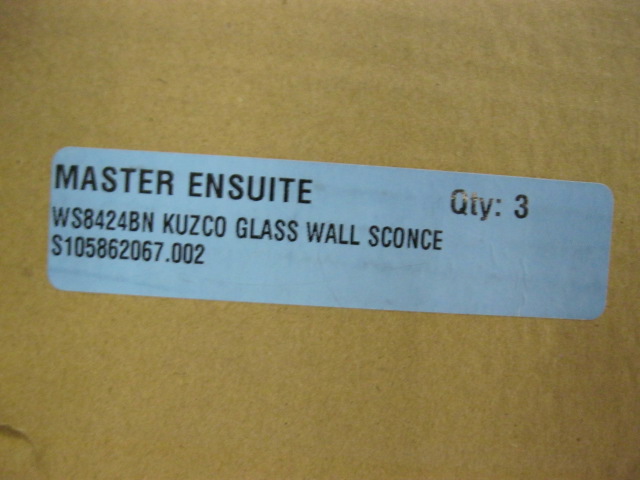 MASTER ENSUITE Qty: 3
WS8424BN KUZCO GLASS WALL SCONCE
S105862067.002